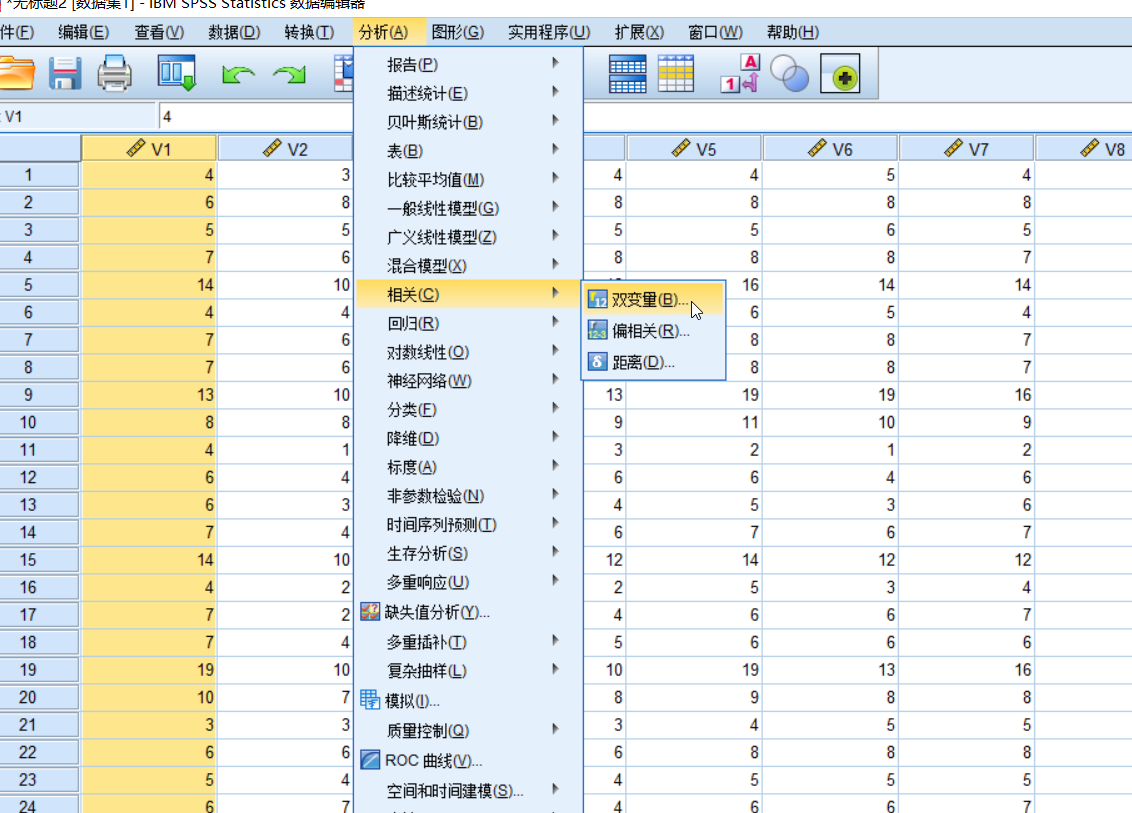 *无标题2 [数据集1] - IBM SPSS Statistics 数据编辑器
件(F) 编辑(E) 查看(V) 数据(D) 转换(T) 分析(A) 图形(G) 实用程序(U) 扩展(X) 窗口(W) 帮助(H)
: V1 4
V1 V2 V5 V6 V7 V8
报告(P)
描述统计(E)
贝叶斯统计(B)
表(B)
比较平均值(M)
一般线性模型(G)
广义线性模型(Z)
混合模型(X)
相关(C)
回归(R)
对数线性(O)
神经网络(W)
分类(F)
降维(D)
标度(A)
非参数检验(N)
时间序列预测(T)
生存分析(S)
多重响应(U)
缺失值分析(Y)...
多重插补(T)
复杂抽样(L)
模拟(I)...
质量控制(Q)
ROC 曲线(V)...
空间和时间建模(S)...
双变量(B)...
偏相关(R)...
距离(D)...
1 4 3 4 4 5 4
2 6 8 8 8 8 8
3 5 5 5 5 6 5
4 7 6 8 8 8 7
5 14 10 16 14 14
6 4 4 6 5 4
7 7 6 8 8 7
8 7 6 8 8 7
9 13 10 13 19 19 16
10 8 8 9 11 10 9
11 4 1 3 2 1 2
12 6 4 6 6 4 6
13 6 3 4 5 3 6
14 7 4 6 7 6 7
15 14 10 12 14 12 12
16 4 2 2 5 3 4
17 7 2 4 6 6 7
18 7 4 5 6 6 6
19 19 10 10 19 13 16
20 10 7 8 9 8 8
21 3 3 3 4 5 5
22 6 6 6 8 8 8
23 5 4 4 5 5 5
24 6 7 4 6 6 7